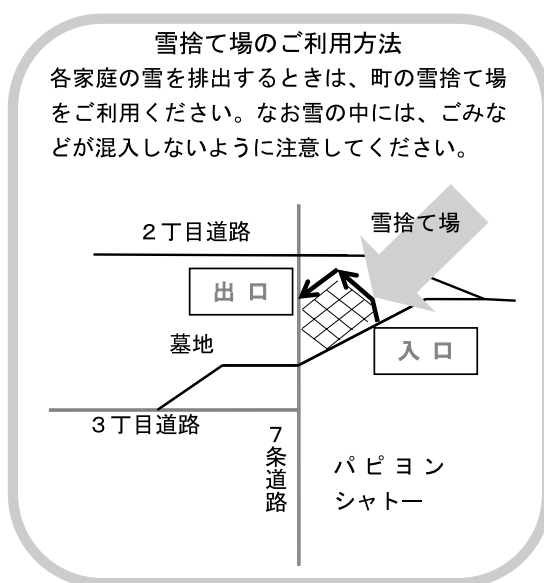 雪捨て場のご利用方法
各家庭の雪を排出するときは、町の雪捨て場
をご利用ください。なお雪の中には、ごみな
どが混入しないように注意してください。
雪捨て場
２丁目道路
出 口
墓地
入 口
３丁目道路
７条道路
パ ピ ヨ ン
シャトー